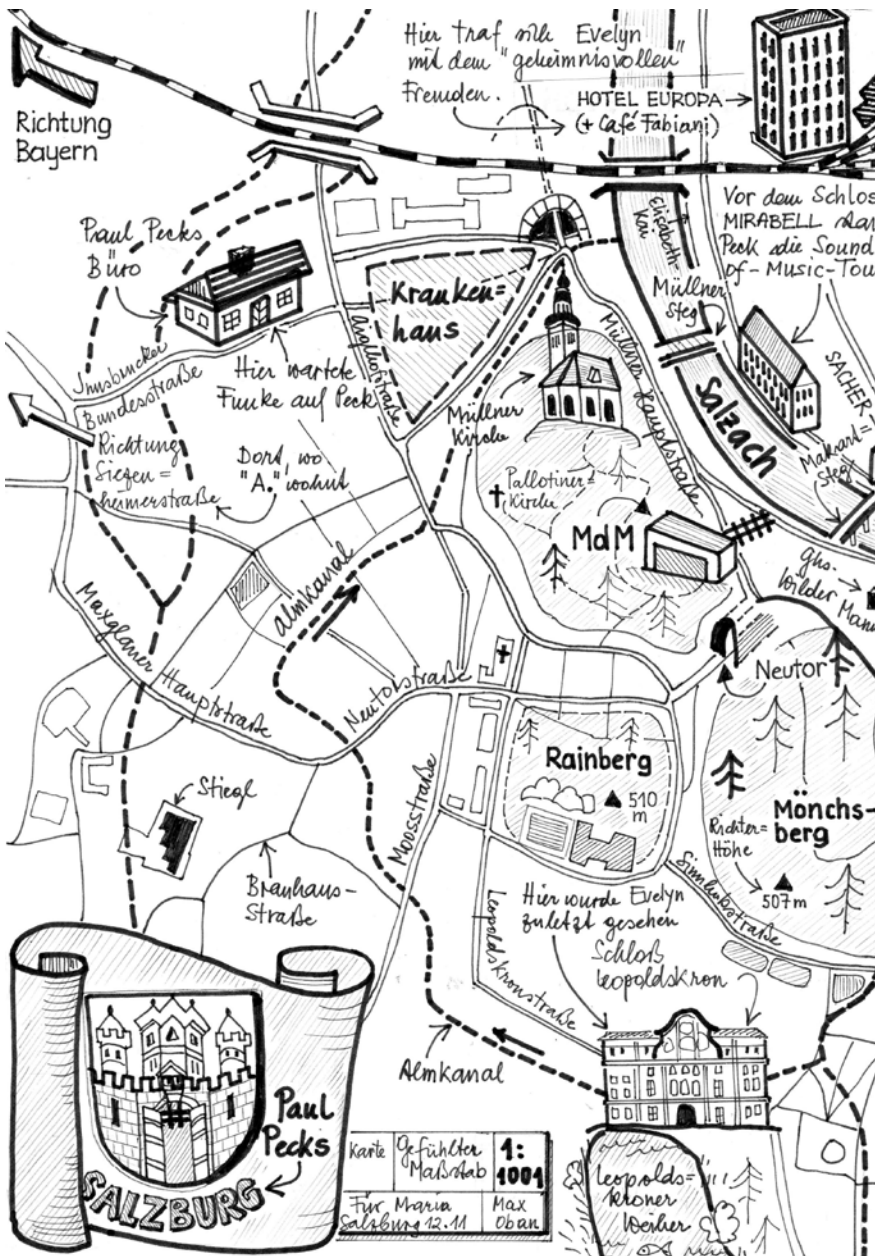 Hier traf sich Evelyn
mit dem "geheimnisvollen"
Fremden.
HOTEL EUROPA
(+ Café Fabiani)
Richtung
Bayern
Paul Pecks
Büro
Kranken=
haus
Elisabeth-
Kai
Vor dem Schlos
MIRABELL
Peck die Sound
of-Music-Tou
Müllner
Steg
Innsbrucker
Bundesstraße
Hier wartete
Funke auf Peck
Aiglhofstraße
Müllner
Kirche
Müllner Hauptstraße
Salzach
SACHER
Makart=
steg
Richtung
Siezen=
heimerstraße
Dort, wo
"A." wohnt
Pallotiner=
Kirche
MdM
Ghs.
Wilder Mann
Almkanal
Maxglaner
Hauptstraße
Neutorstraße
Neutor
Rainberg
510
m
Mönchs-
berg
Richter=
Höhe
507m
Stiegl
Moosstraße
Brauhaus-
Straße
Sinnhubstraße
Hier wurde Evelyn
zuletzt gesehen
Leopoldskronstraße
Schloß
Leopoldskron
Almkanal
Paul
Pecks
SALZBURG
Karte
Gefühlter
Maßstab
1:
1001
Für Maria
Salzburg 12.11
Max
Oban
Leopolds=
kroner
Weiher